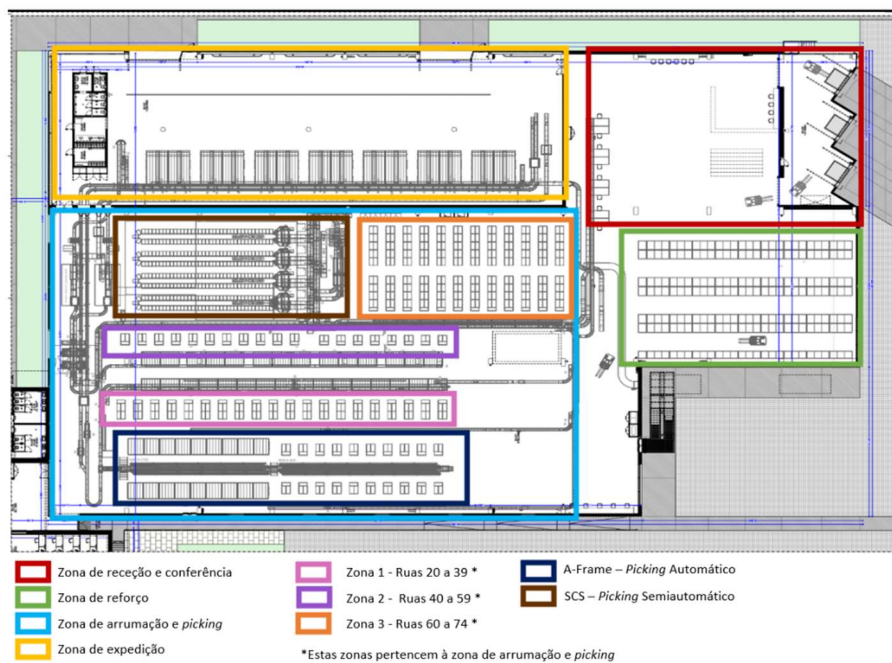 Zona de receção e conferência
Zona de reforço
Zona de arrumação e picking
Zona de expedição
Zona 1 - Ruas 20 a 39 *
Zona 2 - Ruas 40 a 59 *
Zona 3 - Ruas 60 a 74 *
*Estas zonas pertencem à zona de arrumação e picking
A-Frame – Picking Automático
SCS – Picking Semiautomático